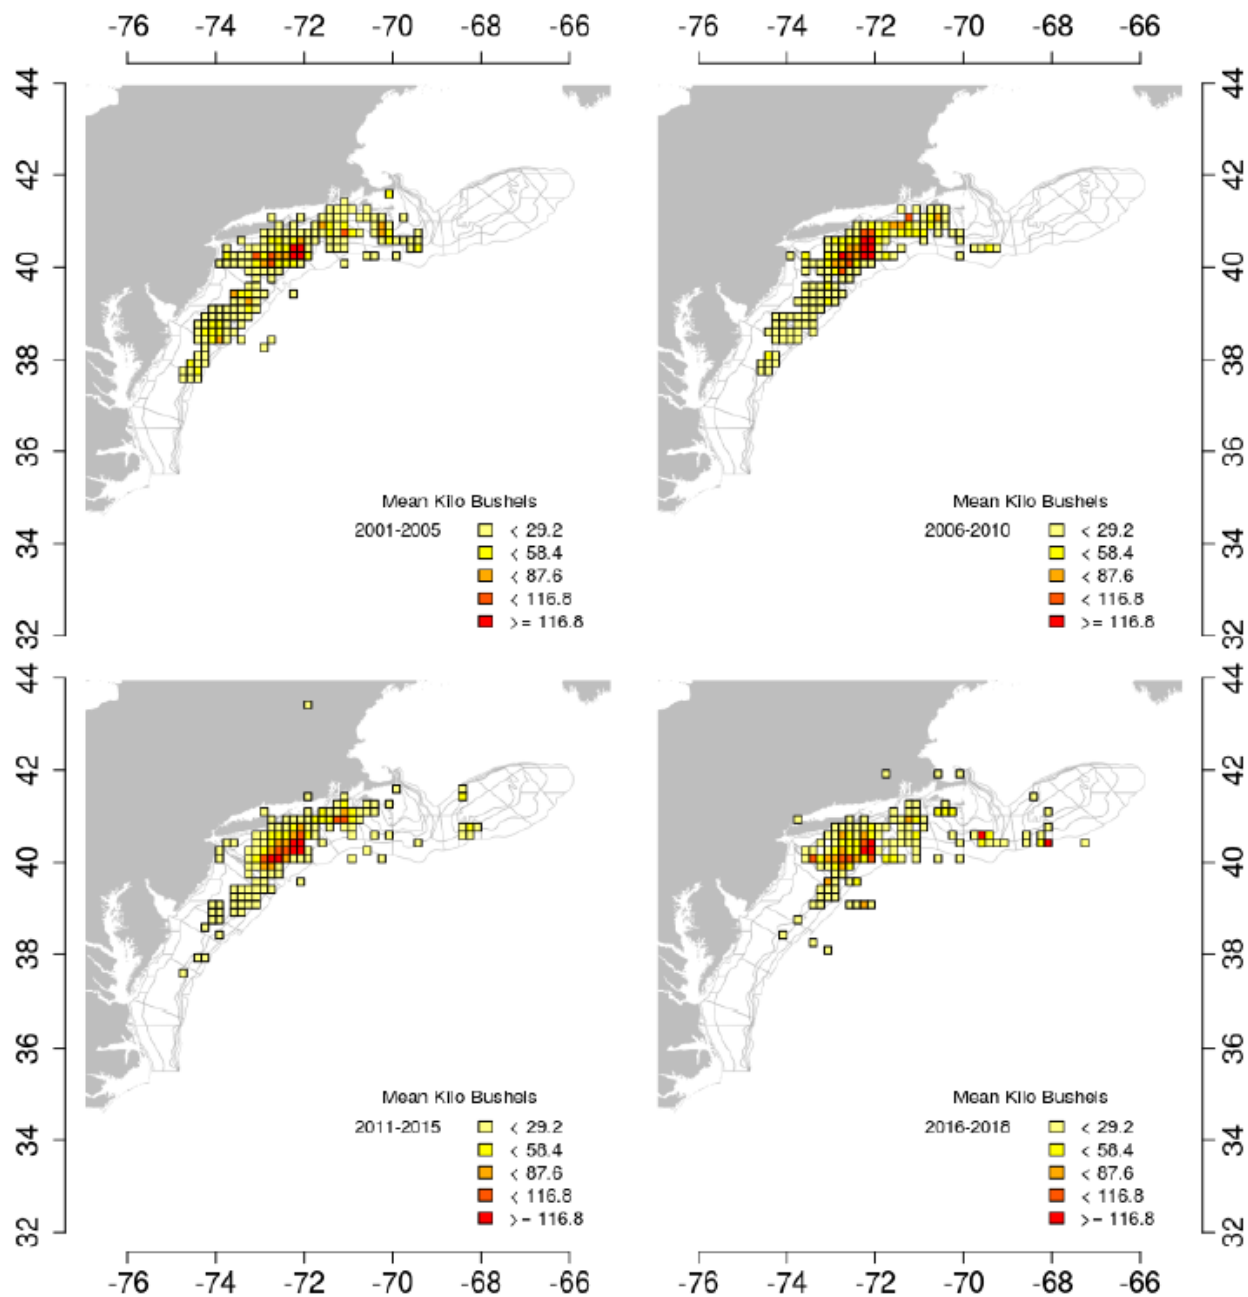 -76 -74 -72 -70 -68 -66 -76 -74 -72 -70 -68 -66
44 42 40 38 36 34 32
44 42 40 38 36 34 32
Mean Kilo Bushels
2001-2005 < 29.2
< 58.4
< 87.6
< 116.8
>= 116.8
Mean Kilo Bushels
2006-2010 < 29.2
< 58.4
< 87.6
< 116.8
>= 116.8
44 42 40 38 36 34 32
44 42 40 38 36 34 32
Mean Kilo Bushels
2011-2015 < 29.2
< 58.4
< 87.6
< 116.8
>= 116.8
Mean Kilo Bushels
2016-2018 < 29.2
< 58.4
< 87.6
< 116.8
>= 116.8
-76 -74 -72 -70 -68 -66 -76 -74 -72 -70 -68 -66